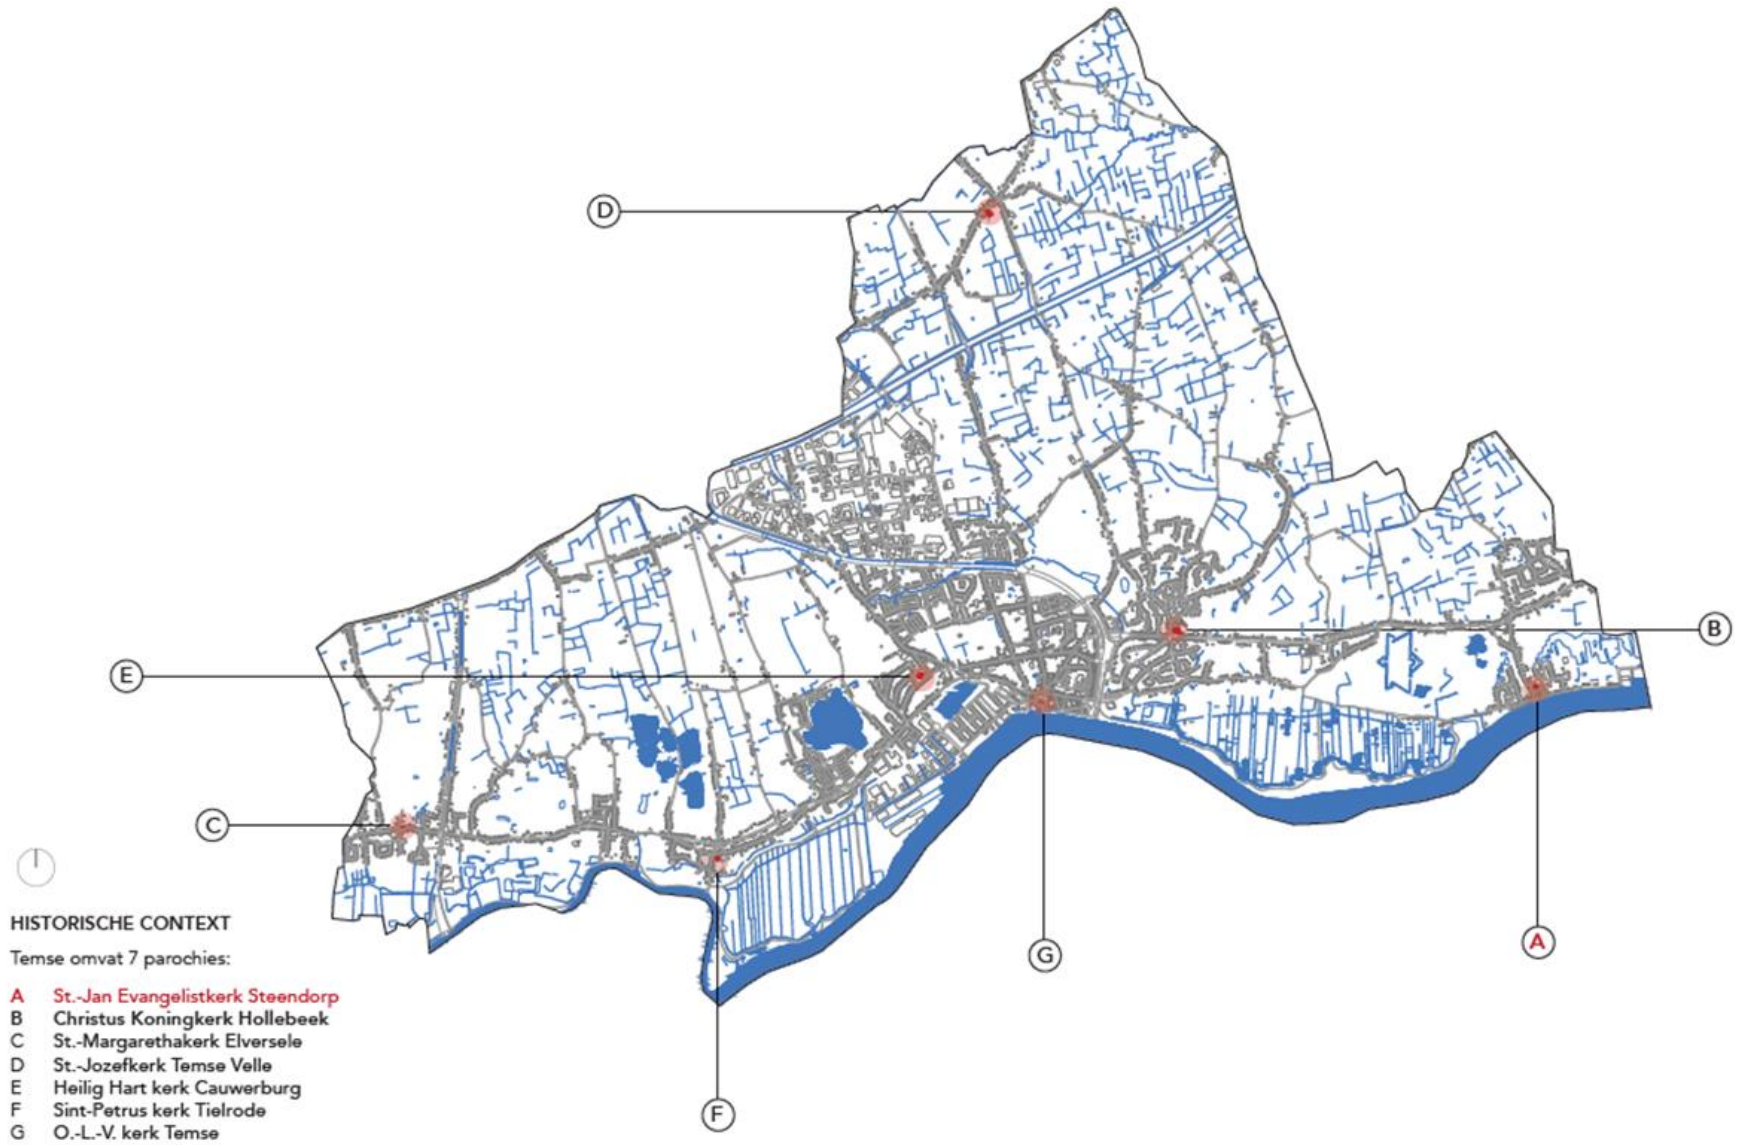 D
B
E
C
G
A
F
HISTORISCHE CONTEXT
Temse omvat 7 parochies:
A St.-Jan Evangelistkerk Steendorp
B Christus Koningkerk Hollebeek
C St.-Margarethakerk Elversele
D St.-Jozefkerk Temse Velle
E Heilig Hart kerk Cauwerburg
F Sint-Petrus kerk Tielrode
G O.-L.-V. kerk Temse